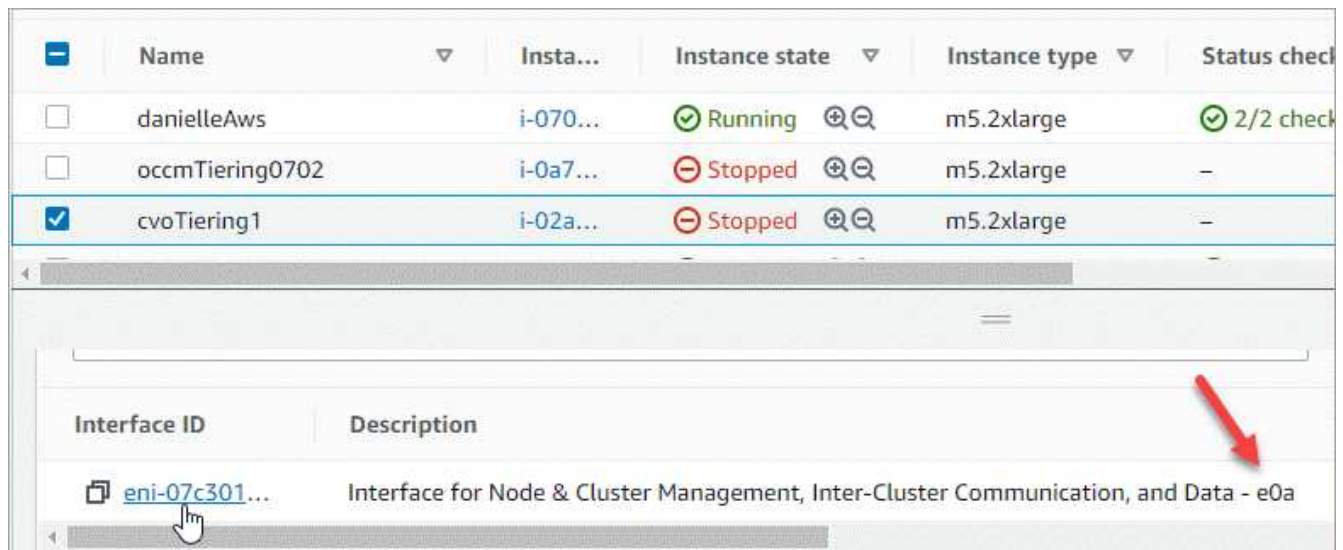 Name Insta... Instance state Instance type Status check
danielleAws i-070... Running m5.2xlarge 2/2 check
occmTiering0702 i-0a7... Stopped m5.2xlarge –
cvoTiering1 i-02a... Stopped m5.2xlarge –
Interface ID Description
eni-07c301... Interface for Node & Cluster Management, Inter-Cluster Communication, and Data - e0a